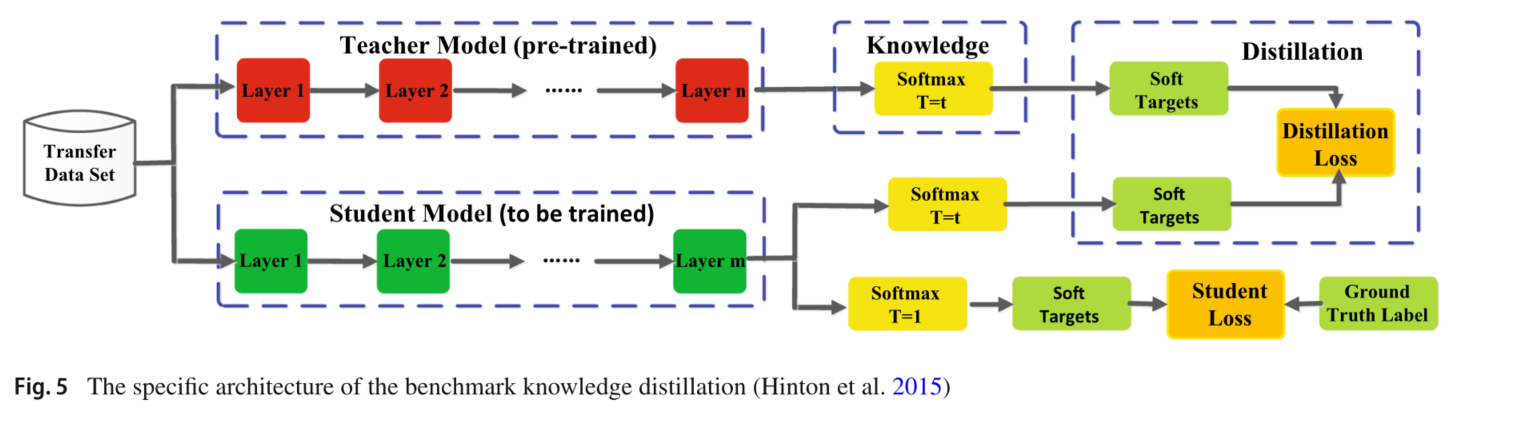 Teacher Model (pre-trained)
Layer 1
Layer 2
......
Layer n
Knowledge
Softmax
T=t
Distillation
Soft
Targets
Distillation
Loss
Transfer
Data Set
Student Model (to be trained)
Layer 1
Layer 2
......
Layer m
Softmax
T=t
Soft
Targets
Softmax
T=1
Soft
Targets
Student
Loss
Ground
Truth Label
Fig. 5 The specific architecture of the benchmark knowledge distillation (Hinton et al. 2015)